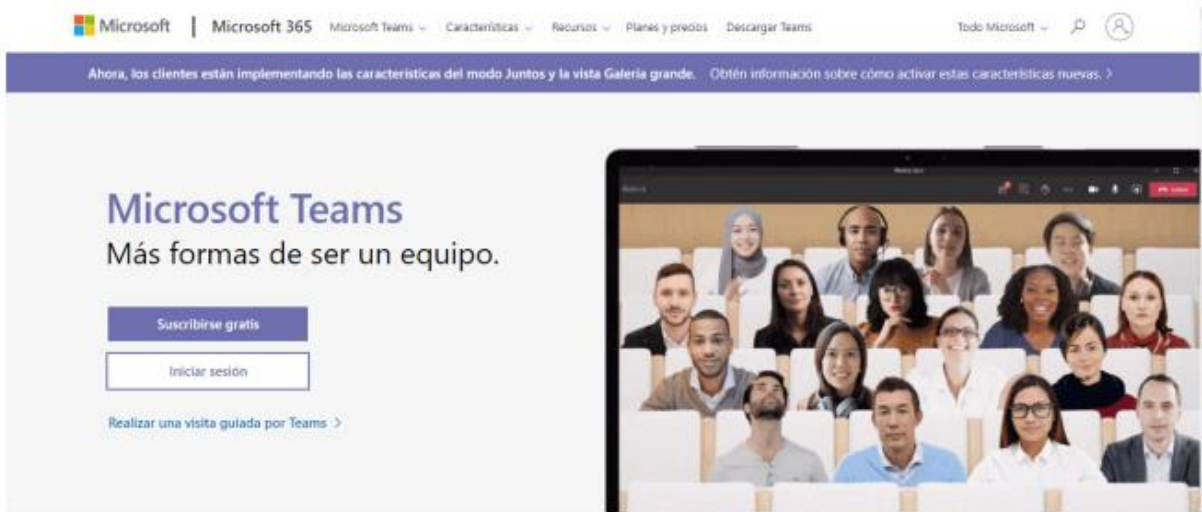 Microsoft | Microsoft 365 Microsoft Teams Características Recursos Planes y precios Descargar Teams Todo Microsoft
Ahora, los clientes están implementando las características del modo Juntos y la vista Galería grande. Obtén información sobre cómo activar estas características nuevas. >
Microsoft Teams
Más formas de ser un equipo.
Suscribirse gratis
Iniciar sesión
Realizar una visita guiada por Teams >